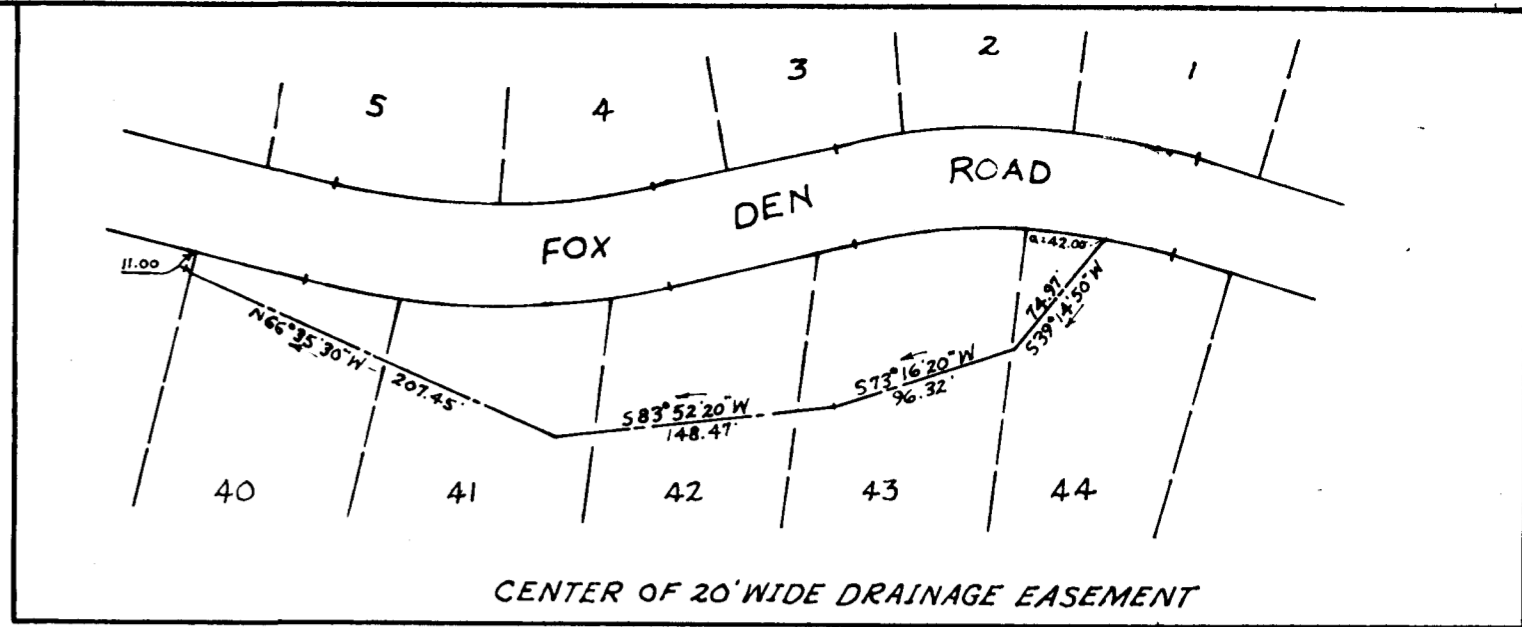 2
3
1
5
4
ROAD
DEN
FOX
a=42.00'
11.00
74.97'
S39°14'50"W
N66°35'30"W - 207.45'
S73°16'20"W
96.32'
S83°52'20"W
148.47'
40
41
42
43
44
CENTER OF 20' WIDE DRAINAGE EASEMENT